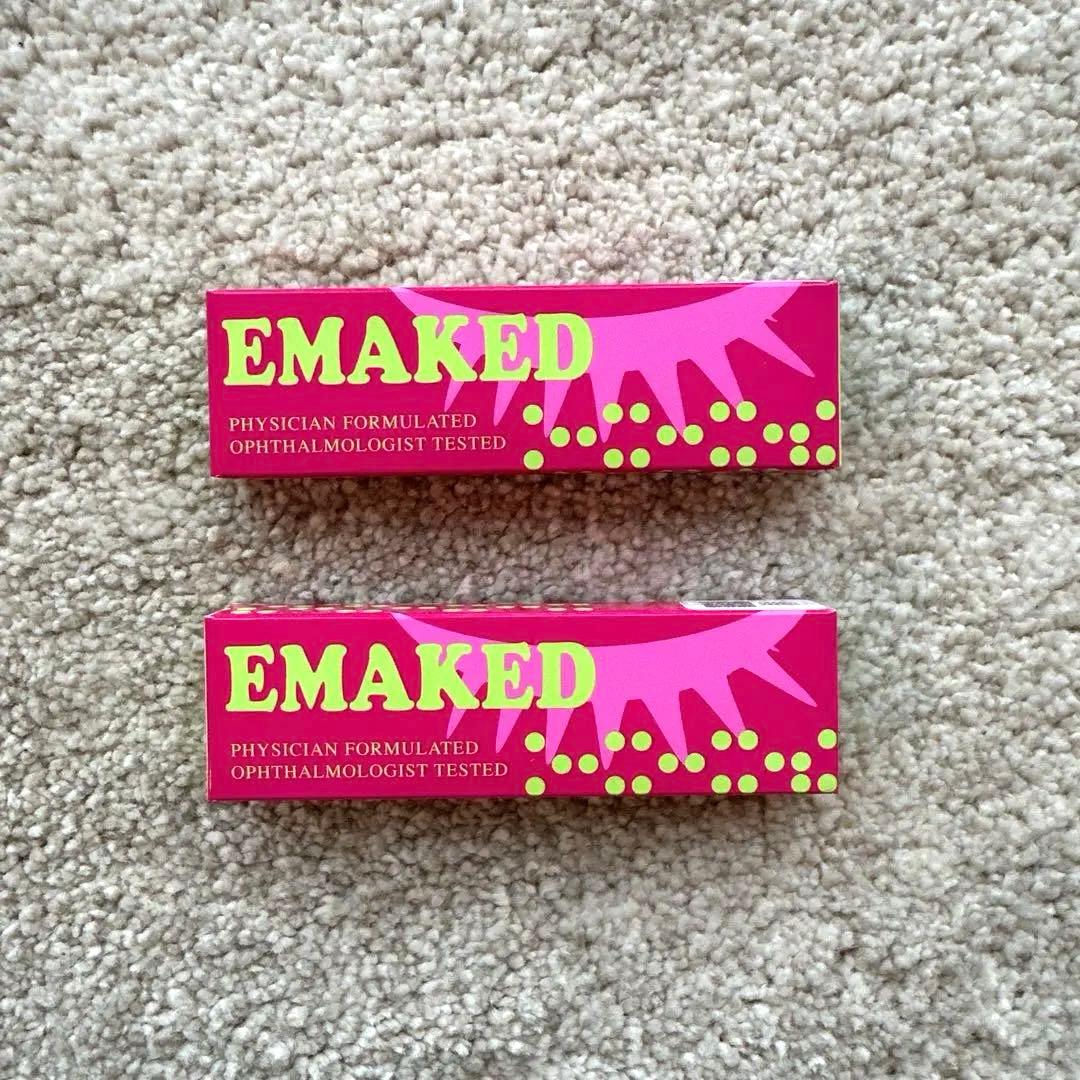 EMAKED
PHYSICIAN FORMULATED
OPHTHALMOLOGIST TESTED
EMAKED
PHYSICIAN FORMULATED
OPHTHALMOLOGIST TESTED